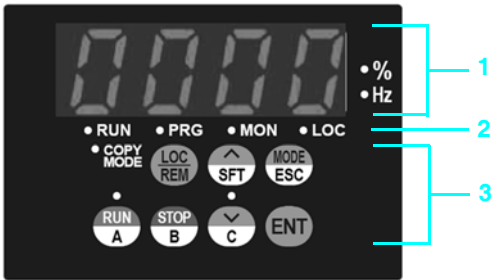 0000
1
%
Hz
RUN PRG MON LOC
2
COPY MODE
LOC REM
SFT
MODE ESC
3
RUN A
STOP B
C
ENT